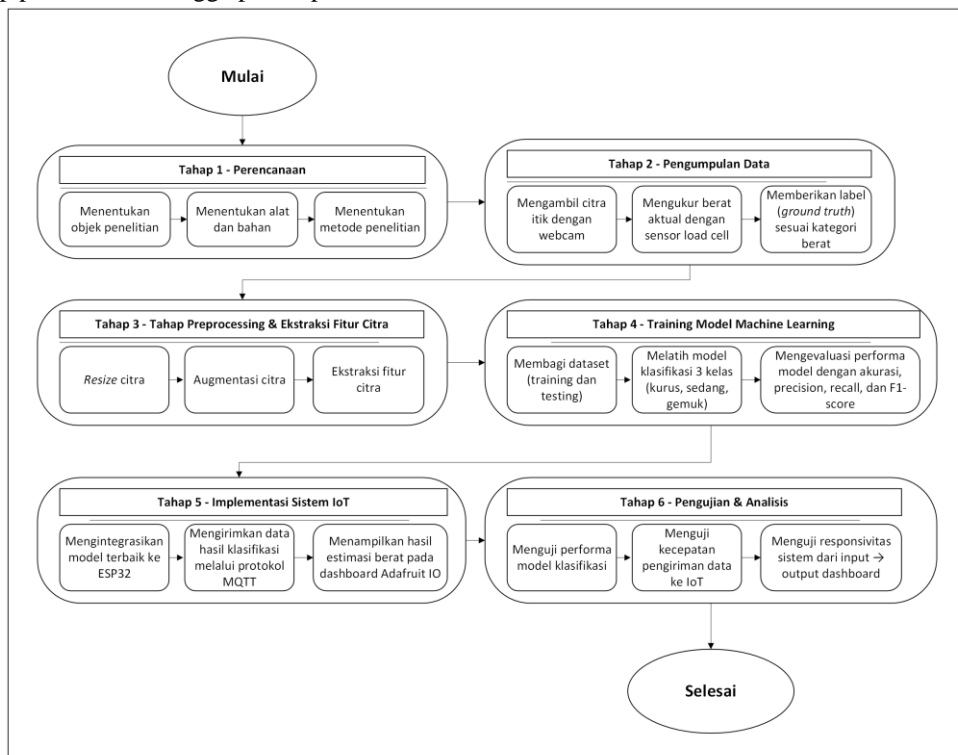 Mulai
Tahap 1 - Perencanaan
Menentukan
objek penelitian
Menentukan alat
dan bahan
Menentukan
metode penelitian
Tahap 2 - Pengumpulan Data
Mengambil citra
itik dengan
webcam
Mengukur berat
aktual dengan
sensor load cell
Memberikan label
(ground truth)
sesuai kategori
berat
Tahap 3 - Tahap Preprocessing & Ekstraksi Fitur Citra
Resize citra
Augmentasi citra
Ekstraksi fitur
citra
Tahap 4 - Training Model Machine Learning
Membagi dataset
(training dan
testing)
Melatih model
klasifikasi 3 kelas
(kurus, sedang,
gemuk)
Mengevaluasi performa
model dengan akurasi,
precision, recall, dan F1-
score
Tahap 5 - Implementasi Sistem IoT
Mengintegrasikan
model terbaik ke
ESP32
Mengirimkan data
hasil klasifikasi
melalui protokol
MQTT
Menampilkan hasil
estimasi berat pada
dashboard Adafruit IO
Tahap 6 - Pengujian & Analisis
Menguji performa
model klasifikasi
Menguji
kecepatan
pengiriman data
ke IoT
Menguji responsivitas
sistem dari input →
output dashboard
Selesai